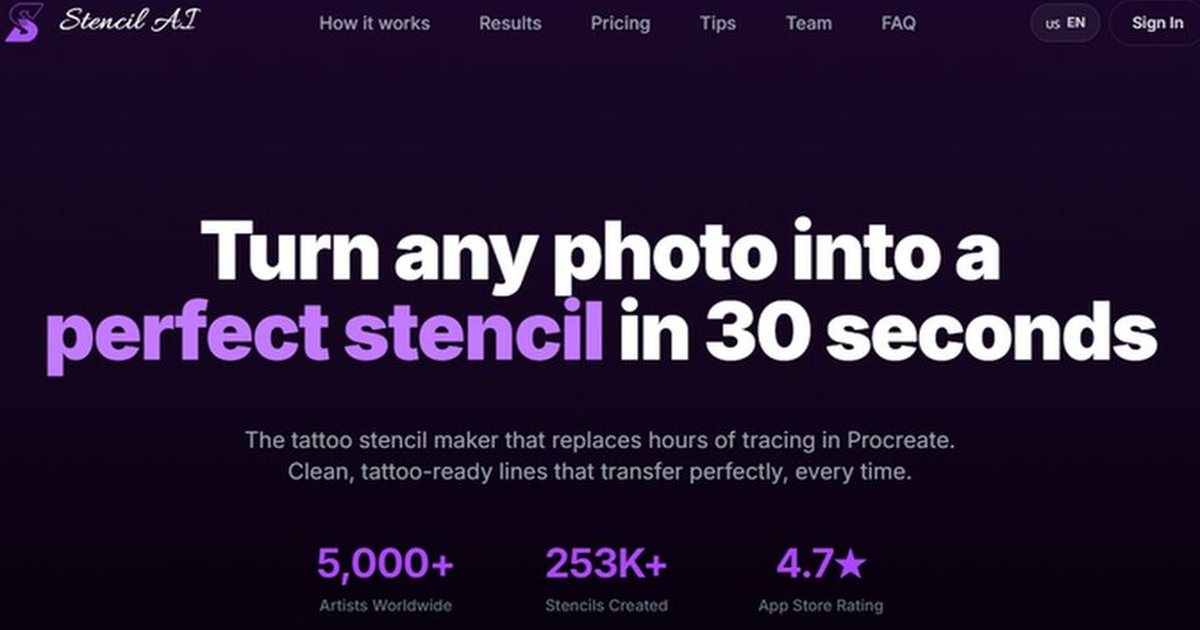 Stencil AI
How it works
Results
Pricing
Tips
Team
FAQ
us EN
Sign In
Turn any photo into a
perfect stencil in 30 seconds
The tattoo stencil maker that replaces hours of tracing in Procreate.
Clean, tattoo-ready lines that transfer perfectly, every time.
5,000+
Artists Worldwide
253K+
Stencils Created
4.7★
App Store Rating